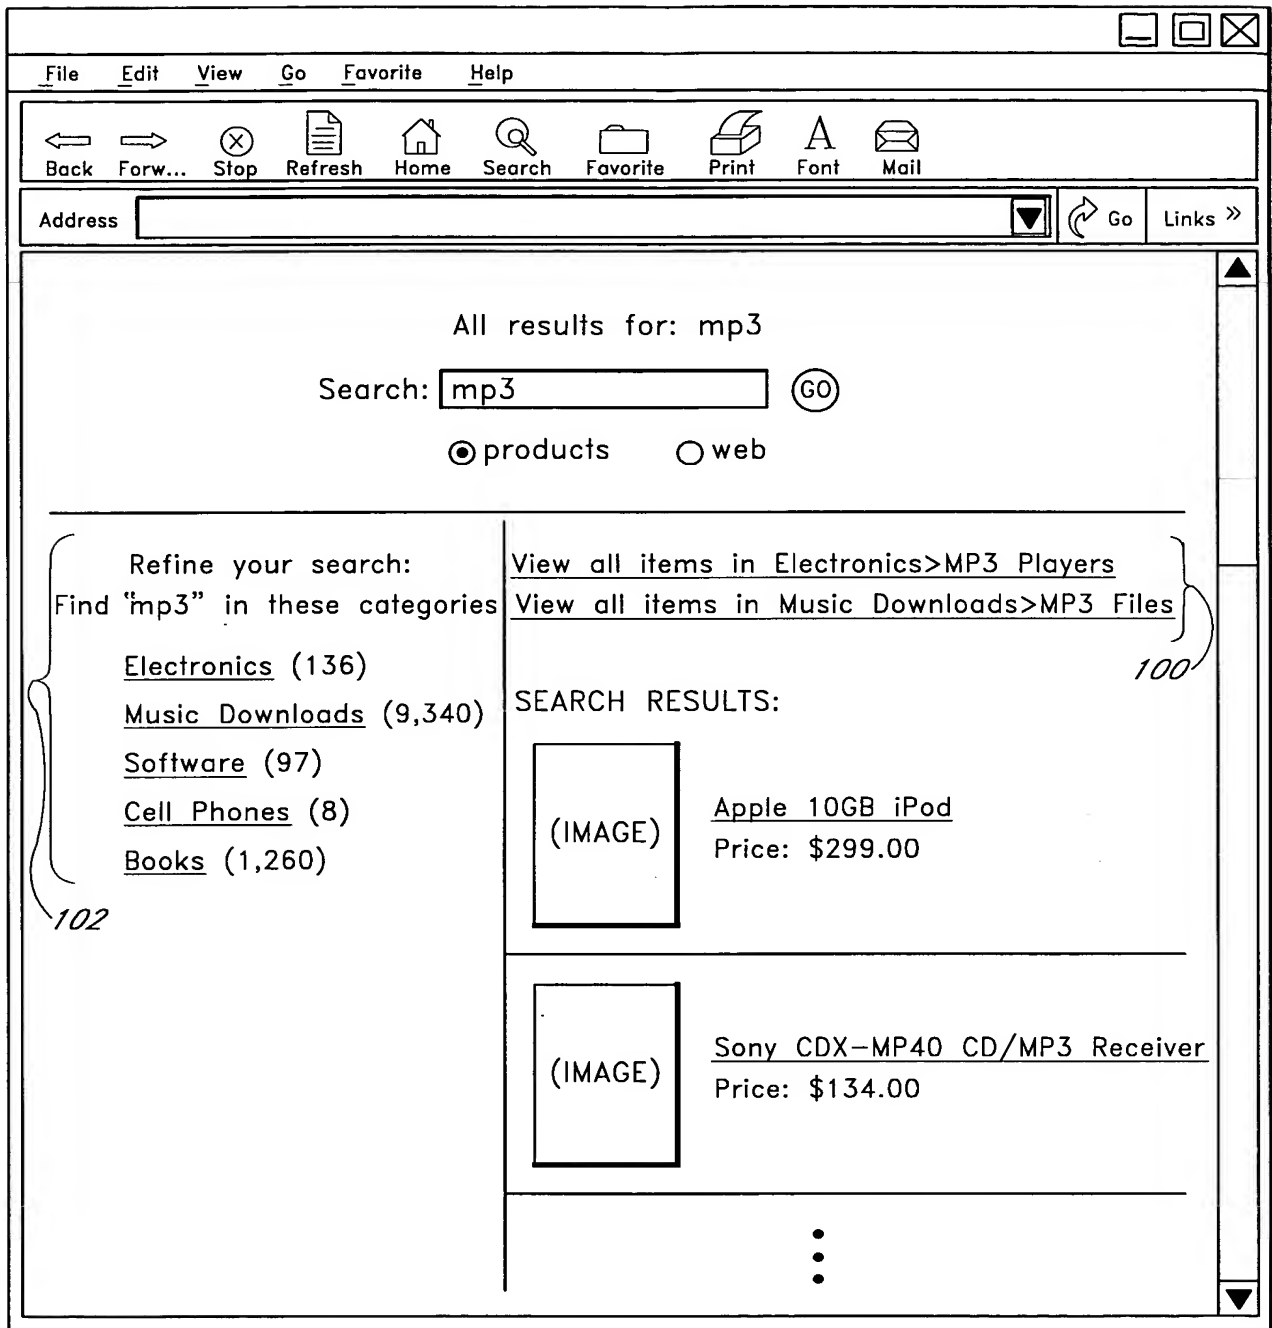 File Edit View Go Favorite Help
Back Forw... Stop Refresh Home Search Favorite Print A Font Mail
Address Go Links »
All results for: mp3
Search: mp3 GO
products web
Refine your search:
Find "mp3" in these categories
Electronics (136)
Music Downloads (9,340)
Software (97)
Cell Phones (8)
Books (1,260)
102
View all items in Electronics>MP3 Players
View all items in Music Downloads>MP3 Files
100
SEARCH RESULTS:
(IMAGE)
Apple 10GB iPod
Price: $299.00
(IMAGE)
Sony CDX-MP40 CD/MP3 Receiver
Price: $134.00